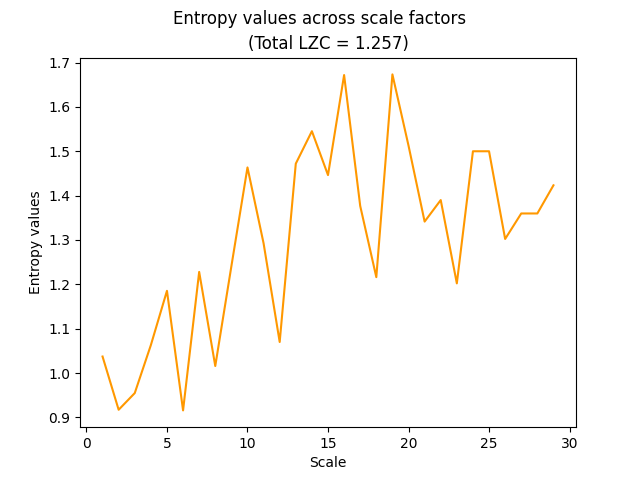 Entropy values across scale factors
(Total LZC = 1.257)
Entropy values
1.7
1.6
1.5
1.4
1.3
1.2
1.1
1.0
0.9
0 5 10 15 20 25 30
Scale